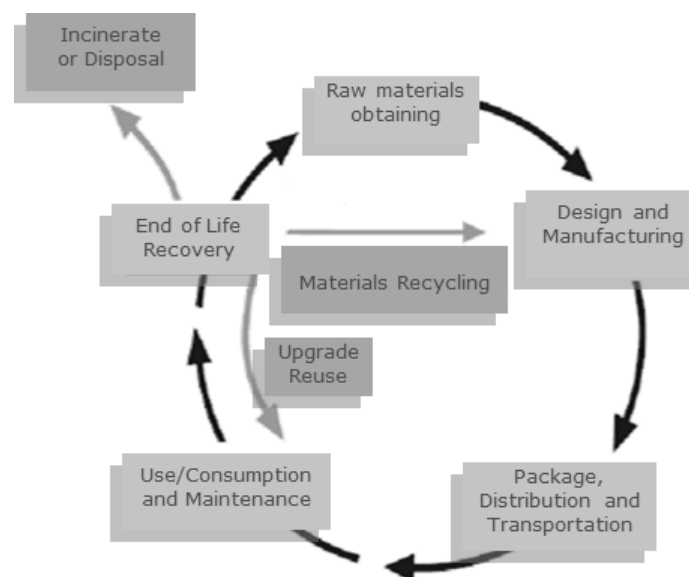 Incinerate
or Disposal
Raw materials
obtaining
End of Life
Recovery
Design and
Manufacturing
Materials Recycling
Upgrade
Reuse
Use/Consumption
and Maintenance
Package,
Distribution and
Transportation